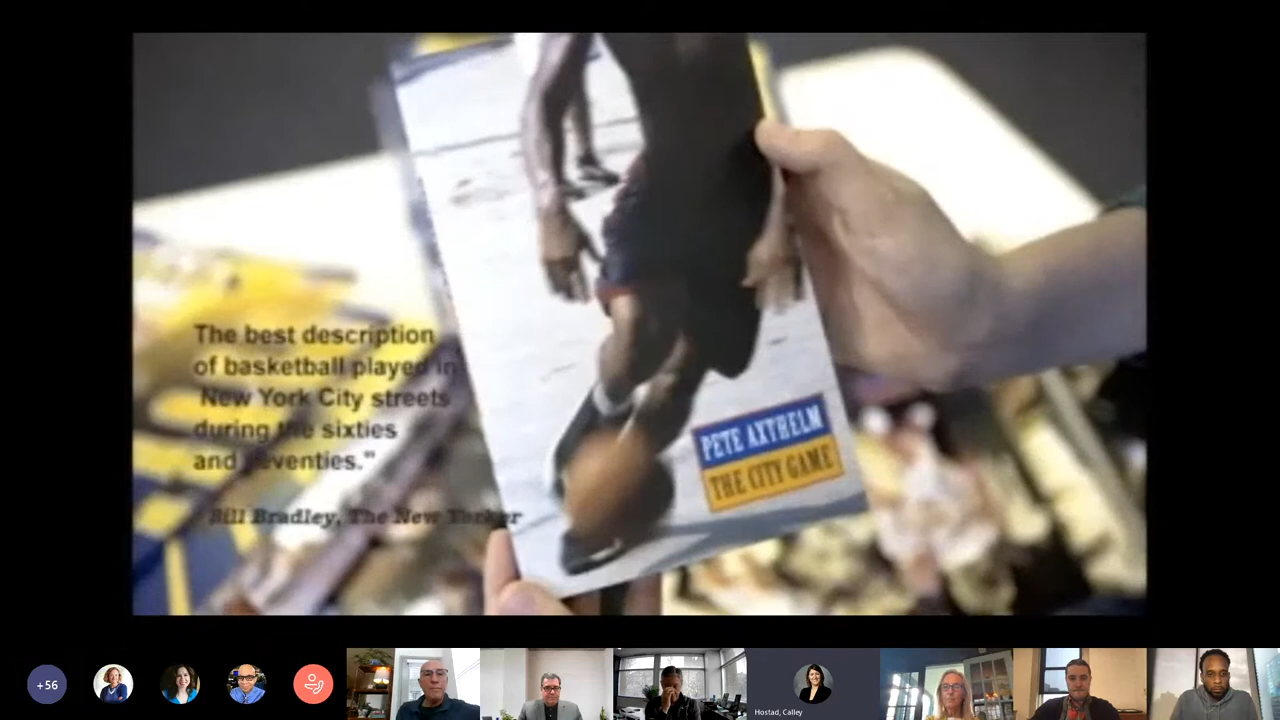 The best description
of basketball played in
New York City streets
during the sixties
and seventies."
Bill Bradley, The New Yorker
PETE AXTHELM
THE CITY GAME
+56
Hostad, Calley